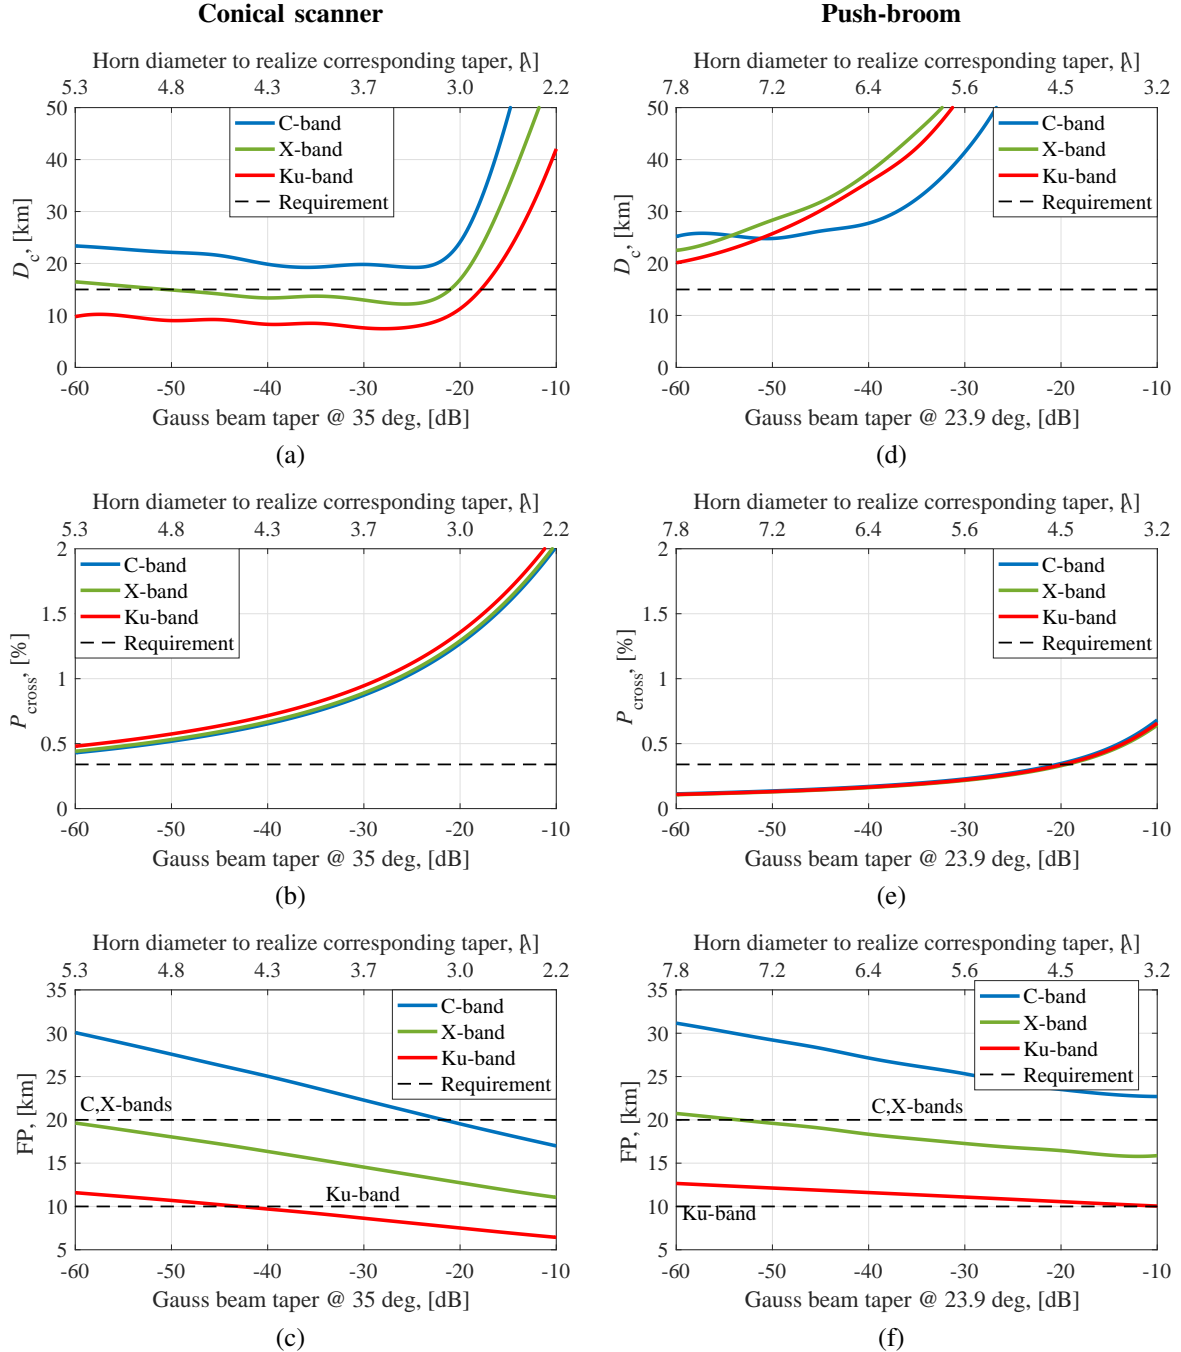 Conical scanner
Horn diameter to realize corresponding taper, [λ]
5.3 4.8 4.3 3.7 3.0 2.2
50
40
30
20
10
0
D_c, [km]
C-band
X-band
Ku-band
Requirement
-60 -50 -40 -30 -20 -10
Gauss beam taper @ 35 deg, [dB]
(a)
Horn diameter to realize corresponding taper, [λ]
5.3 4.8 4.3 3.7 3.0 2.2
2
1.5
1
0.5
0
P_cross, [%]
C-band
X-band
Ku-band
Requirement
-60 -50 -40 -30 -20 -10
Gauss beam taper @ 35 deg, [dB]
(b)
Horn diameter to realize corresponding taper, [λ]
5.3 4.8 4.3 3.7 3.0 2.2
35
30
25
20
15
10
5
FP, [km]
C-band
X-band
Ku-band
Requirement
C,X-bands
Ku-band
-60 -50 -40 -30 -20 -10
Gauss beam taper @ 35 deg, [dB]
(c)
Push-broom
Horn diameter to realize corresponding taper, [λ]
7.8 7.2 6.4 5.6 4.5 3.2
50
40
30
20
10
0
D_c, [km]
C-band
X-band
Ku-band
Requirement
-60 -50 -40 -30 -20 -10
Gauss beam taper @ 23.9 deg, [dB]
(d)
Horn diameter to realize corresponding taper, [λ]
7.8 7.2 6.4 5.6 4.5 3.2
2
1.5
1
0.5
0
P_cross, [%]
C-band
X-band
Ku-band
Requirement
-60 -50 -40 -30 -20 -10
Gauss beam taper @ 23.9 deg, [dB]
(e)
Horn diameter to realize corresponding taper, [λ]
7.8 7.2 6.4 5.6 4.5 3.2
35
30
25
20
15
10
5
FP, [km]
C-band
X-band
Ku-band
Requirement
C,X-bands
Ku-band
-60 -50 -40 -30 -20 -10
Gauss beam taper @ 23.9 deg, [dB]
(f)